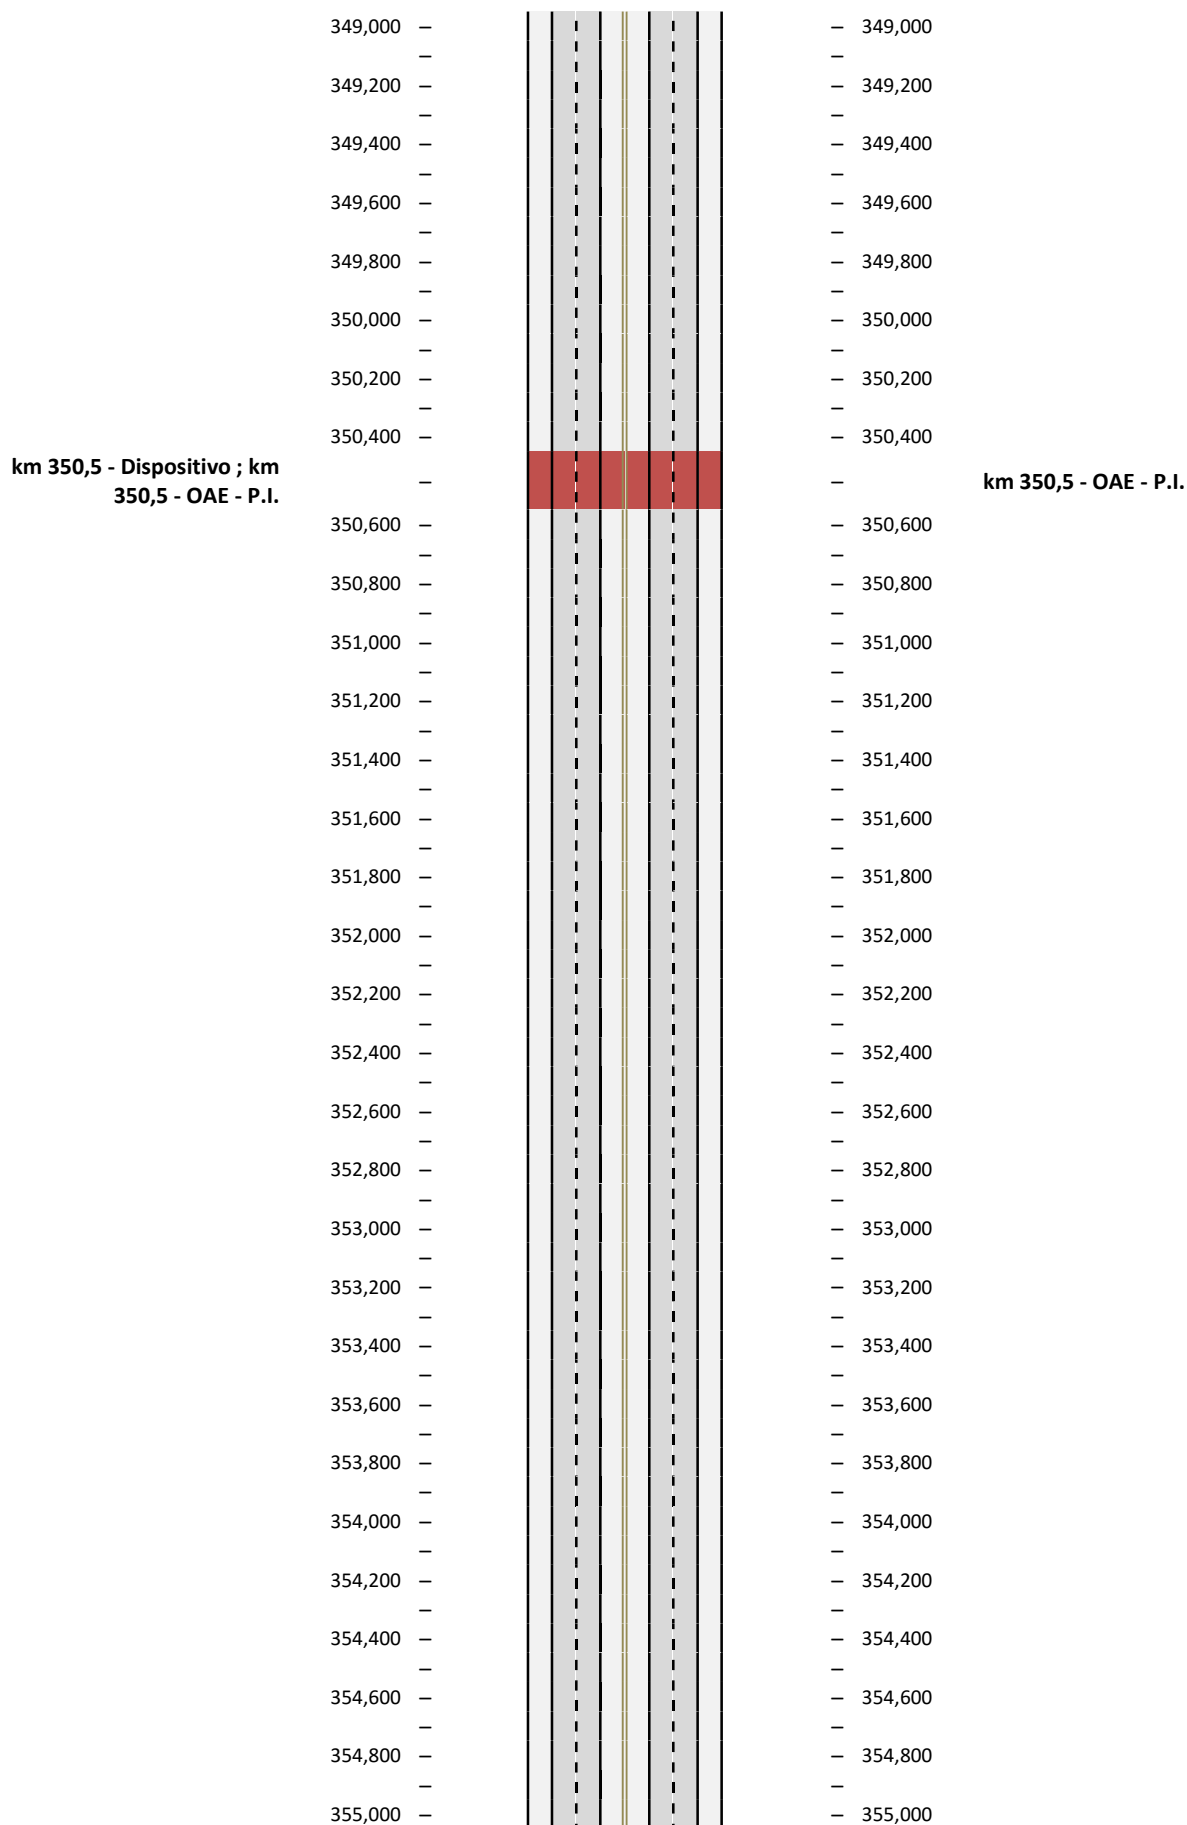 349,000 – – 349,000
– –
349,200 – – 349,200
– –
349,400 – – 349,400
– –
349,600 – – 349,600
– –
349,800 – – 349,800
– –
350,000 – – 350,000
– –
350,200 – – 350,200
– –
350,400 – – 350,400
km 350,5 - Dispositivo ; km
350,5 - OAE - P.I.
– – km 350,5 - OAE - P.I.
350,600 – – 350,600
– –
350,800 – – 350,800
– –
351,000 – – 351,000
– –
351,200 – – 351,200
– –
351,400 – – 351,400
– –
351,600 – – 351,600
– –
351,800 – – 351,800
– –
352,000 – – 352,000
– –
352,200 – – 352,200
– –
352,400 – – 352,400
– –
352,600 – – 352,600
– –
352,800 – – 352,800
– –
353,000 – – 353,000
– –
353,200 – – 353,200
– –
353,400 – – 353,400
– –
353,600 – – 353,600
– –
353,800 – – 353,800
– –
354,000 – – 354,000
– –
354,200 – – 354,200
– –
354,400 – – 354,400
– –
354,600 – – 354,600
– –
354,800 – – 354,800
– –
355,000 – – 355,000